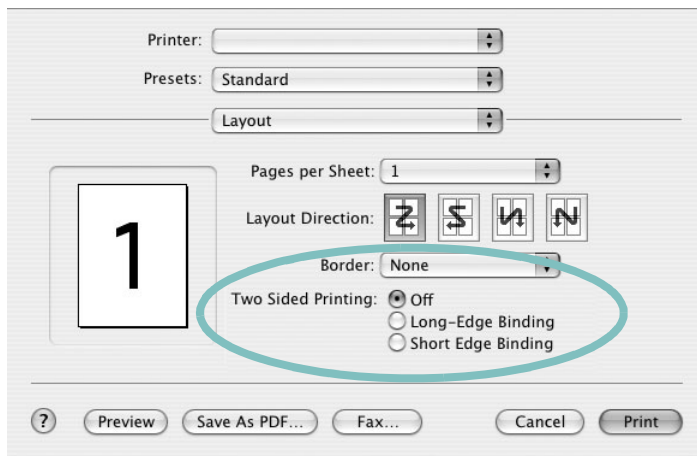 Printer:
Presets: Standard
Layout
Pages per Sheet: 1
1
Layout Direction:
Border: None
Two Sided Printing: Off
Long-Edge Binding
Short Edge Binding
? Preview Save As PDF... Fax... Cancel Print